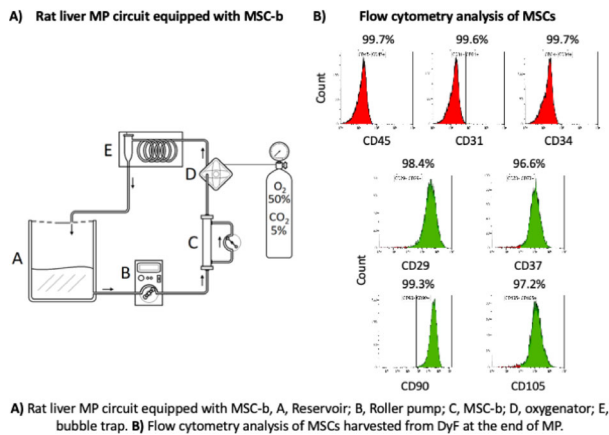 A) Rat liver MP circuit equipped with MSC-b
B) Flow cytometry analysis of MSCs
99.7%
99.6%
99.7%
Count
CD45
CD31
CD34
E
D
O2
50%
CO2
5%
C
A
B
98.4%
96.6%
Count
CD29
CD37
99.3%
97.2%
CD90
CD105
A) Rat liver MP circuit equipped with MSC-b, A, Reservoir; B, Roller pump; C, MSC-b; D, oxygenator; E,
bubble trap. B) Flow cytometry analysis of MSCs harvested from DyF at the end of MP.